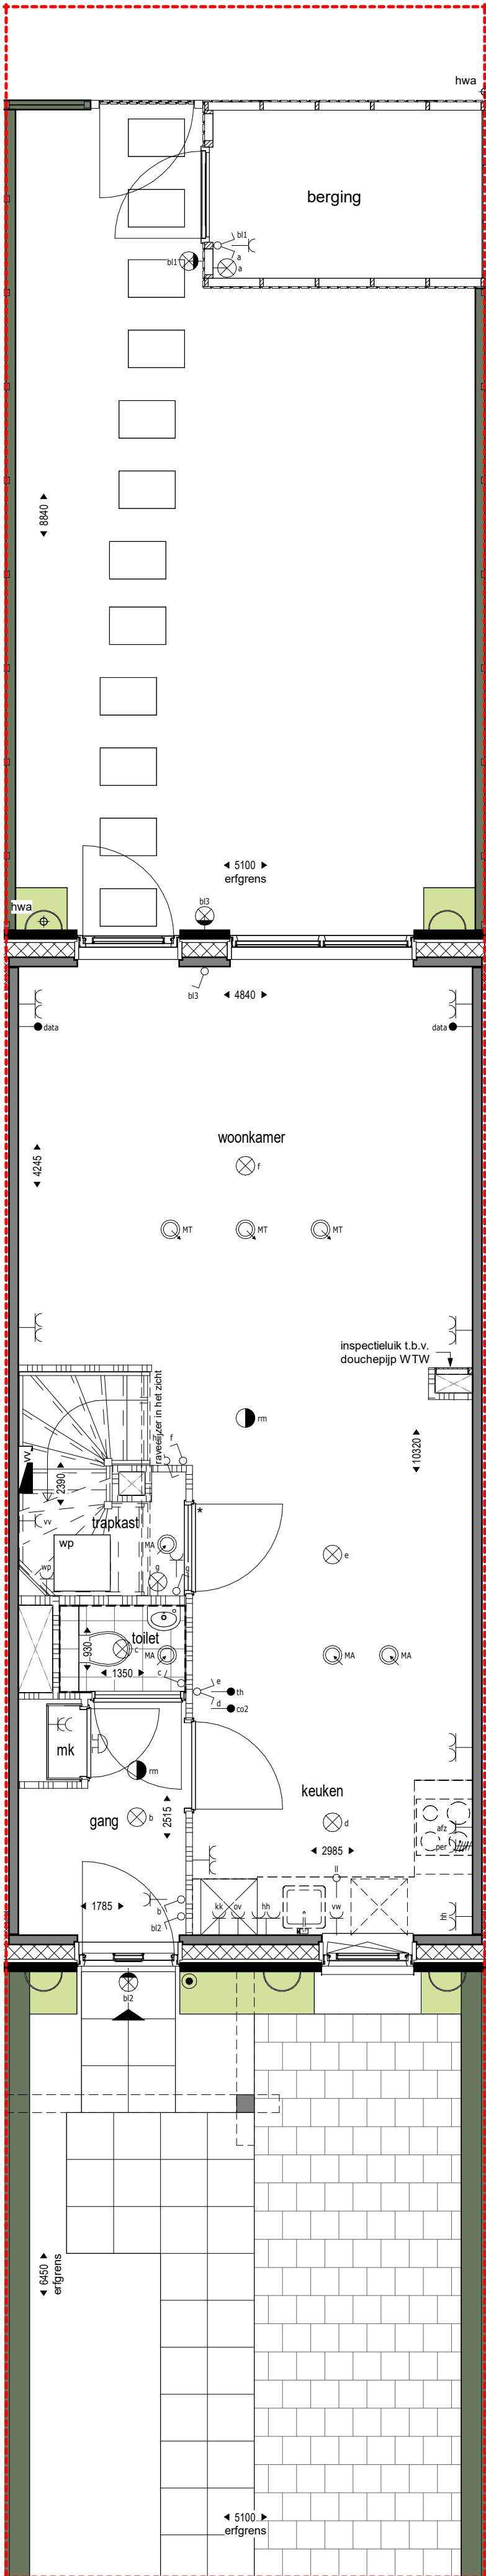 hwa
berging
bl1
a
bl1
a
8840
5100
erfgrens
hwa
bl3
bl3
4840
data
data
woonkamer
f
4245
MT
MT
MT
inspectieluik t.b.v.
douchepijp WTW
raveelijzer in het zicht
f
rm
10320
vv
2390
vv
trapkast
*
wp
MA
wp
g
e
toilet
930
c
MA
1350
c
MA
MA
e
th
d
co2
mk
rm
gang
b
2515
keuken
d
2985
afz
per
ll
1785
b
bl2
kk
ov
hh
vw
hh
bl2
6450
erfgrens
5100
erfgrens